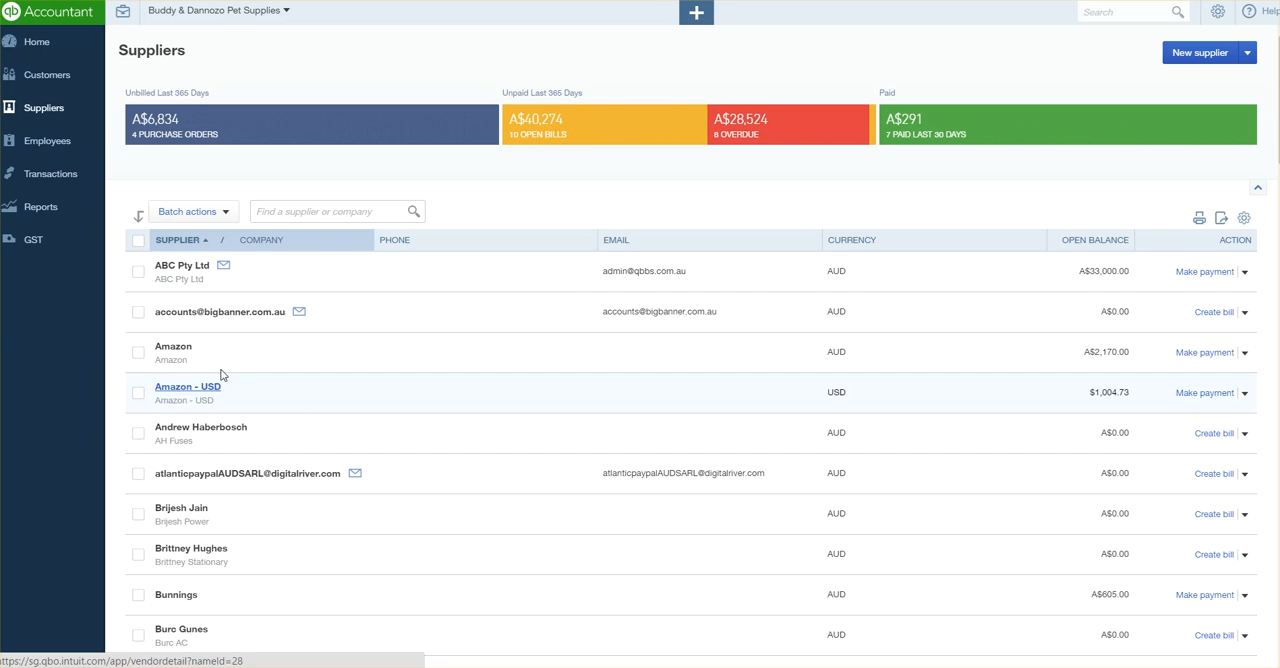 qb Accountant
Buddy & Dannozo Pet Supplies
Search
Help
Home
Customers
Suppliers
Employees
Transactions
Reports
GST
Suppliers
New supplier
Unbilled Last 365 Days
Unpaid Last 365 Days
Paid
A$6,834
4 PURCHASE ORDERS
A$40,274
10 OPEN BILLS
A$28,524
8 OVERDUE
A$291
7 PAID LAST 30 DAYS
Batch actions
Find a supplier or company
SUPPLIER / COMPANY PHONE EMAIL CURRENCY OPEN BALANCE ACTION
ABC Pty Ltd admin@qbbs.com.au AUD A$33,000.00 Make payment
ABC Pty Ltd
accounts@bigbanner.com.au accounts@bigbanner.com.au AUD A$0.00 Create bill
Amazon AUD A$2,170.00 Make payment
Amazon
Amazon - USD USD $1,004.73 Make payment
Amazon - USD
Andrew Haberbosch AUD A$0.00 Create bill
AH Fuses
atlanticpaypalAUDSARL@digitalriver.com atlanticpaypalAUDSARL@digitalriver.com AUD A$0.00 Create bill
Brijesh Jain AUD A$0.00 Create bill
Brijesh Power
Brittney Hughes AUD A$0.00 Create bill
Brittney Stationary
Bunnings AUD A$605.00 Make payment
Burc Gunes AUD A$0.00 Create bill
Burc AC
ttps://sg.qbo.intuit.com/app/vendordetail?nameId=28